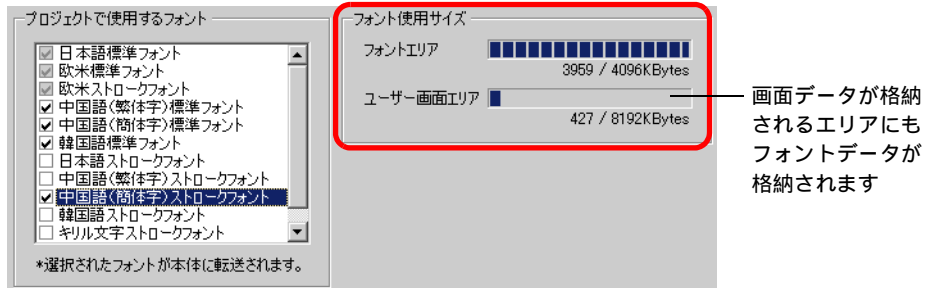 プロジェクトで使用するフォント
日本語標準フォント
欧米標準フォント
欧米ストロークフォント
中国語(繁体字)標準フォント
中国語(簡体字)標準フォント
韓国語標準フォント
日本語ストロークフォント
中国語(繁体字)ストロークフォント
中国語(簡体字)ストロークフォント
韓国語ストロークフォント
キリル文字ストロークフォント
*選択されたフォントが本体に転送されます。
フォント使用サイズ
フォントエリア
3959 / 4096KBytes
ユーザー画面エリア
427 / 8192KBytes
画面データが格納
されるエリアにも
フォントデータが
格納されます